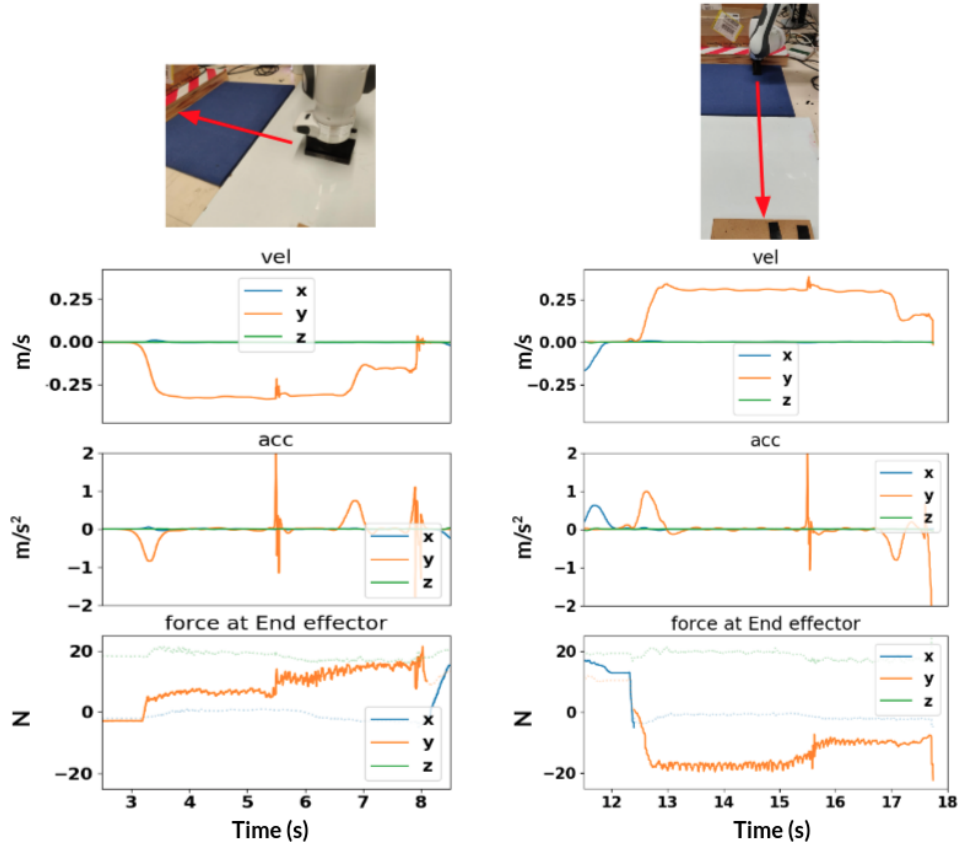 vel
0.25
0.00
-0.25
m/s
x
y
z
acc
2
1
0
−1
−2
m/s²
x
y
z
force at End effector
20
0
−20
N
x
y
z
3
4
5
6
7
8
Time (s)
vel
0.25
0.00
−0.25
m/s
x
y
z
acc
2
1
0
−1
−2
m/s²
x
y
z
force at End effector
20
0
−20
N
x
y
z
12
13
14
15
16
17
18
Time (s)